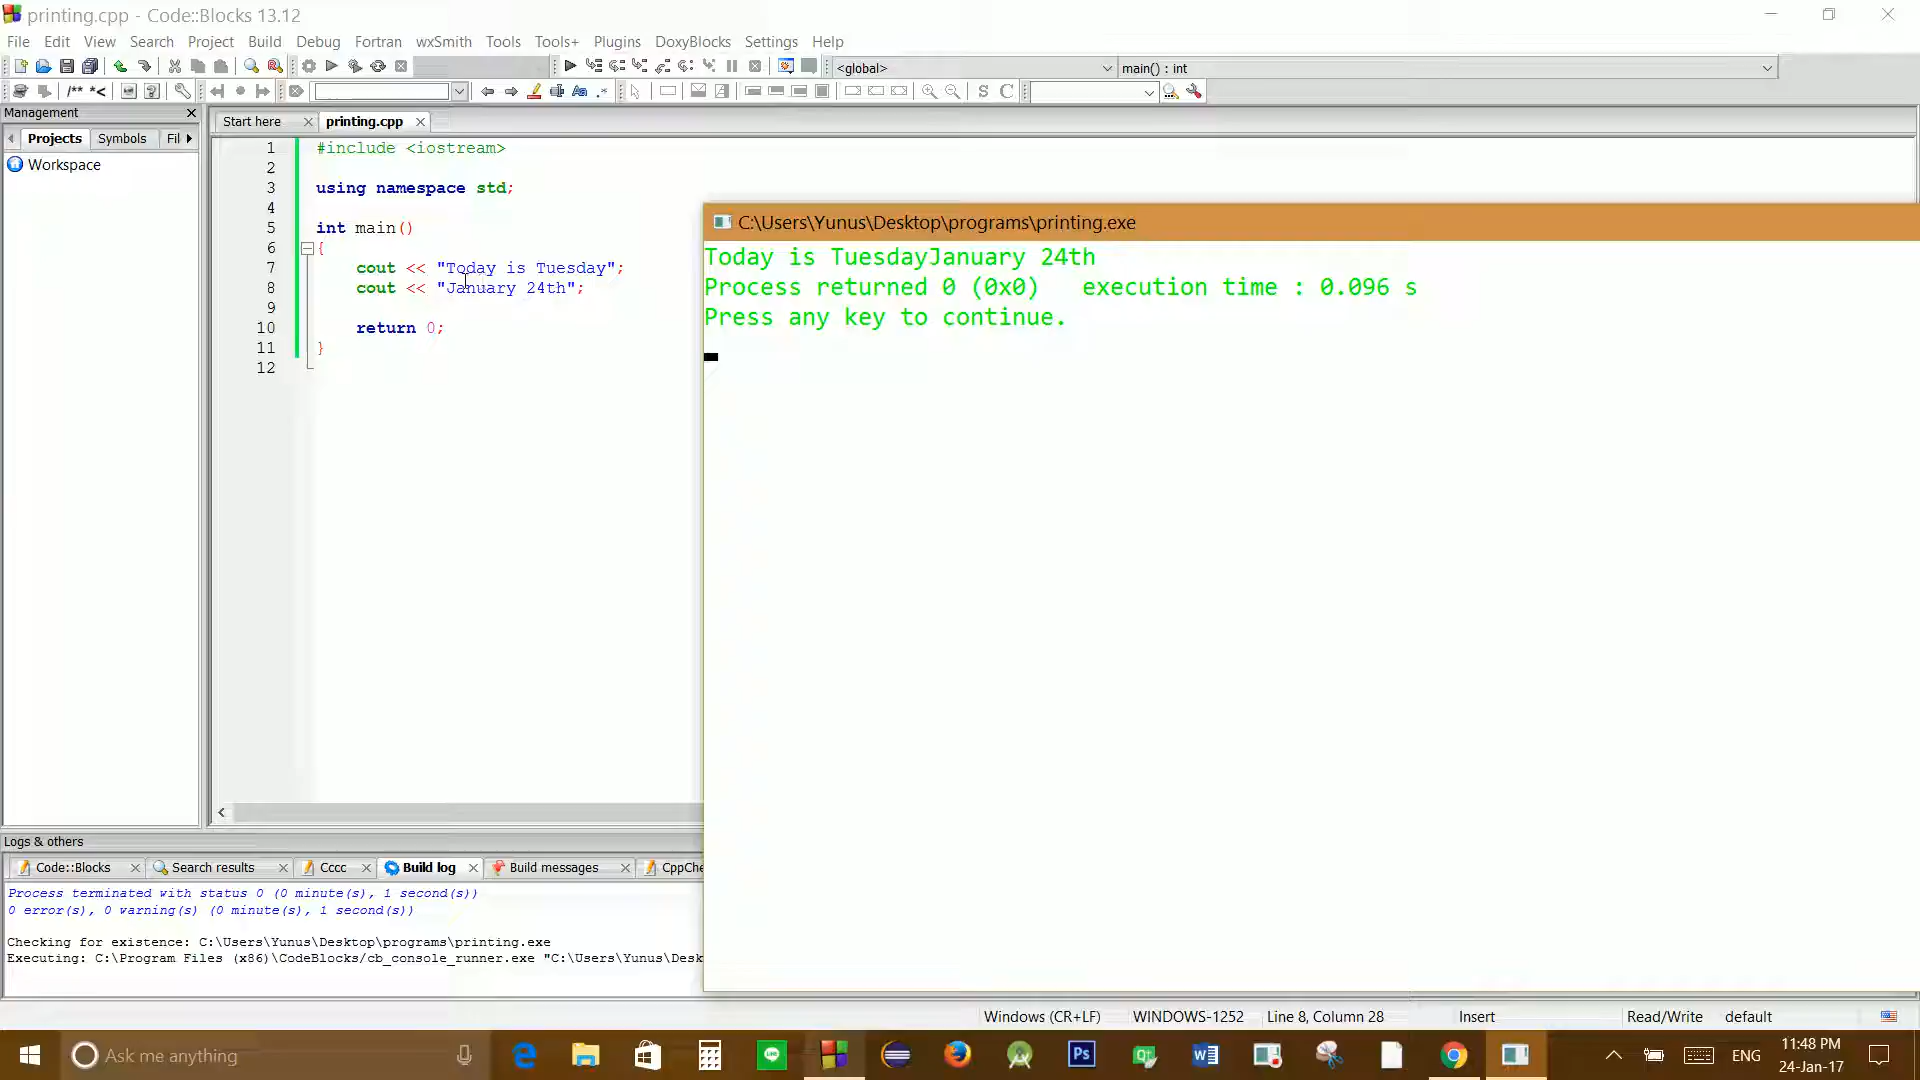 printing.cpp - Code::Blocks 13.12
File Edit View Search Project Build Debug Fortran wxSmith Tools Tools+ Plugins DoxyBlocks Settings Help
<global> main() : int
/** *<
S C
Management
Projects Symbols Fil
Workspace
Start here printing.cpp
1 #include <iostream>
2
3 using namespace std;
4
5 int main()
6 {
7 cout << "Today is Tuesday";
8 cout << "January 24th";
9
10 return 0;
11 }
12
C:\Users\Yunus\Desktop\programs\printing.exe
Today is TuesdayJanuary 24th
Process returned 0 (0x0) execution time : 0.096 s
Press any key to continue.
Logs & others
Code::Blocks Search results Cccc Build log Build messages CppChe
Process terminated with status 0 (0 minute(s), 1 second(s))
0 error(s), 0 warning(s) (0 minute(s), 1 second(s))
Checking for existence: C:\Users\Yunus\Desktop\programs\printing.exe
Executing: C:\Program Files (x86)\CodeBlocks/cb_console_runner.exe "C:\Users\Yunus\Desk
Windows (CR+LF) WINDOWS-1252 Line 8, Column 28 Insert Read/Write default
Ask me anything
Ps
ENG
11:48 PM
24-Jan-17